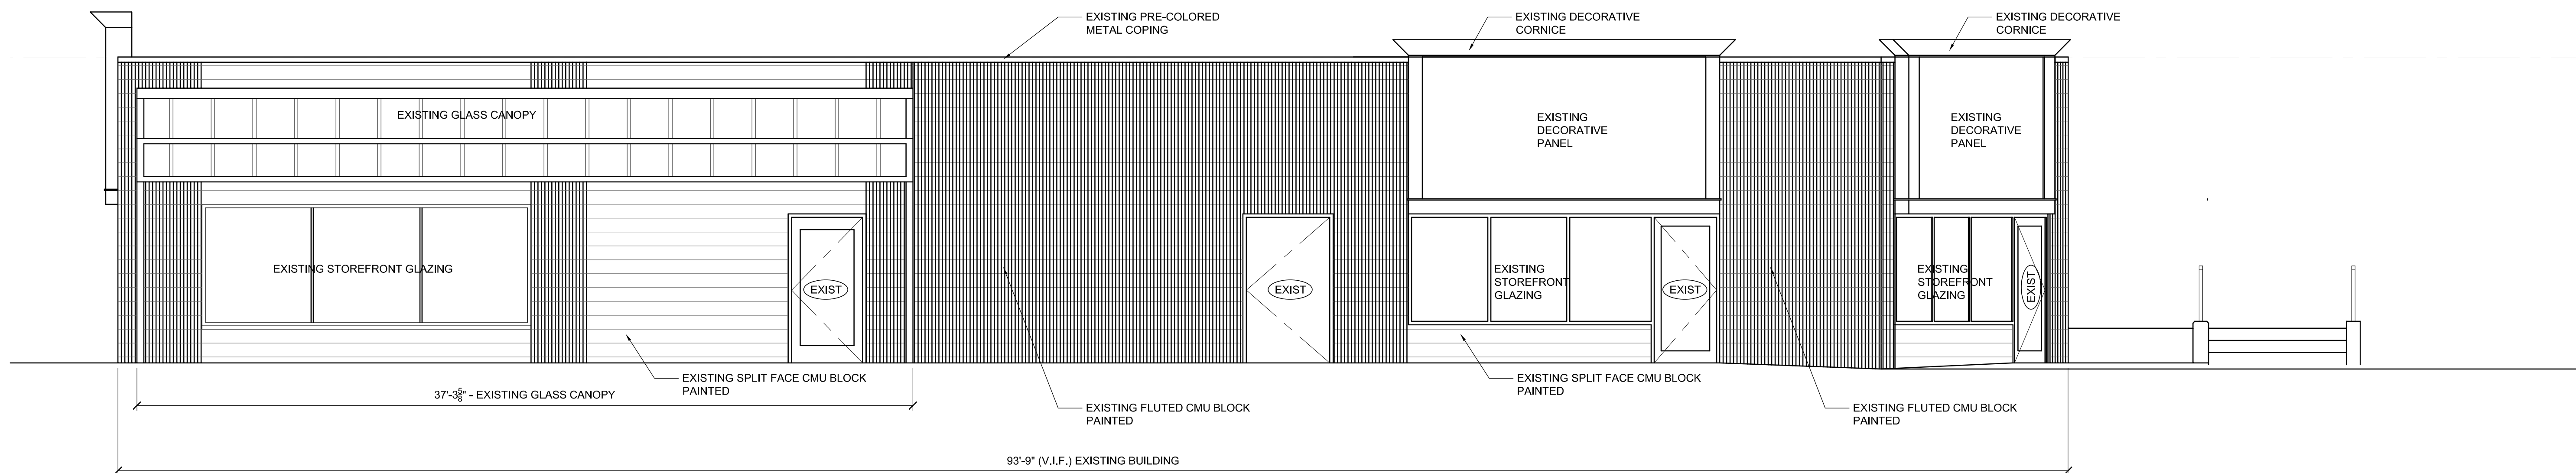 EXISTING PRE-COLORED
METAL COPING
EXISTING DECORATIVE
CORNICE
EXISTING DECORATIVE
CORNICE
EXISTING GLASS CANOPY
EXISTING
DECORATIVE
PANEL
EXISTING
DECORATIVE
PANEL
EXISTING STOREFRONT GLAZING
EXIST
EXIST
EXISTING
STOREFRONT
GLAZING
EXIST
EXISTING
STOREFRONT
GLAZING
EXIST
EXISTING SPLIT FACE CMU BLOCK
PAINTED
EXISTING SPLIT FACE CMU BLOCK
PAINTED
37'-3⅝" - EXISTING GLASS CANOPY
EXISTING FLUTED CMU BLOCK
PAINTED
EXISTING FLUTED CMU BLOCK
PAINTED
93'-9" (V.I.F.) EXISTING BUILDING